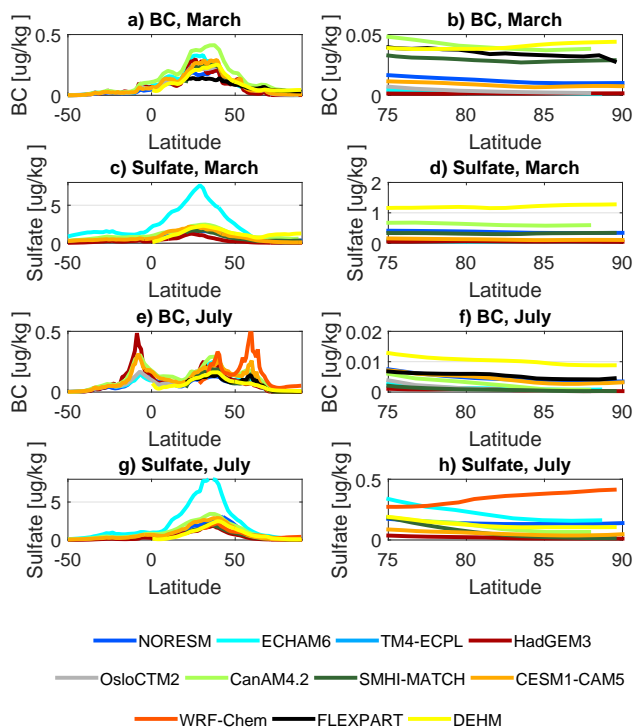 a) BC, March
BC [ug/kg]
0.5
0
-50 0 50
Latitude
b) BC, March
BC [ug/kg]
0.05
0
75 80 85 90
Latitude
c) Sulfate, March
Sulfate [ug/kg ]
5
0
-50 0 50
Latitude
d) Sulfate, March
Sulfate [ug/kg ]
2
1
0
75 80 85 90
Latitude
e) BC, July
BC [ug/kg ]
0.5
0
-50 0 50
Latitude
f) BC, July
BC [ug/kg ]
0.02
0.01
0
75 80 85 90
Latitude
g) Sulfate, July
Sulfate [ug/kg ]
5
0
-50 0 50
Latitude
h) Sulfate, July
Sulfate [ug/kg ]
0.5
0
75 80 85 90
Latitude
NORESM ECHAM6 TM4-ECPL HadGEM3
OsloCTM2 CanAM4.2 SMHI-MATCH CESM1-CAM5
WRF-Chem FLEXPART DEHM